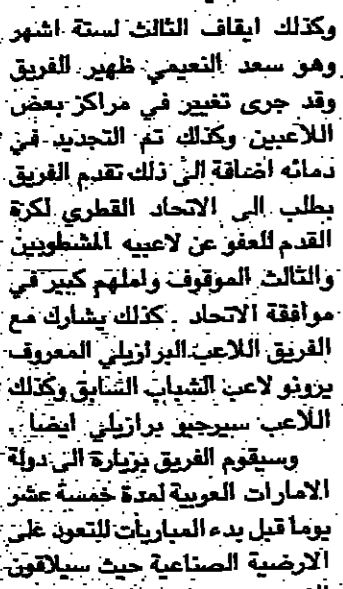 وكذلك ايقاف الثالث لستة اشهر
وهو سعد النعيمي ظهير الفريق
وقد جرى تغيير في مراكز بعض
اللاعبين وكذلك تم التجديد في
دمائه اضافة الى ذلك تقدم الفريق
بطلب الى الاتحاد القطري لكرة
القدم للعفو عن لاعبيه المشطوبين
والثالث الموقوف واملهم كبير في
موافقة الاتحاد . كذلك يشارك مع
الفريق اللاعب البرازيلي المعروف
يزونو لاعب الشباب السابق وكذلك
اللاعب سيرجيو برازيلي ايضا .
وسيقوم الفريق بزيارة الى دولة
الامارات العربية لمدة خمسة عشر
يوما قبل بدء المباريات للتعود على
الارضية الصناعية حيث سيلاقون